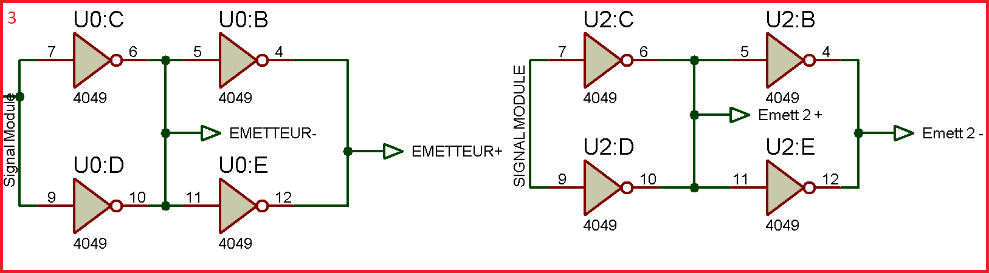 3
U0:C
U0:B
U2:C
U2:B
7
6
5
4
7
6
5
4
4049
4049
4049
4049
Signal Module
SIGNAL MODULE
EMETTEUR-
EMETTEUR+
Emett 2 +
Emett 2 -
U0:D
U0:E
U2:D
U2:E
9
10
11
12
9
10
11
12
4049
4049
4049
4049